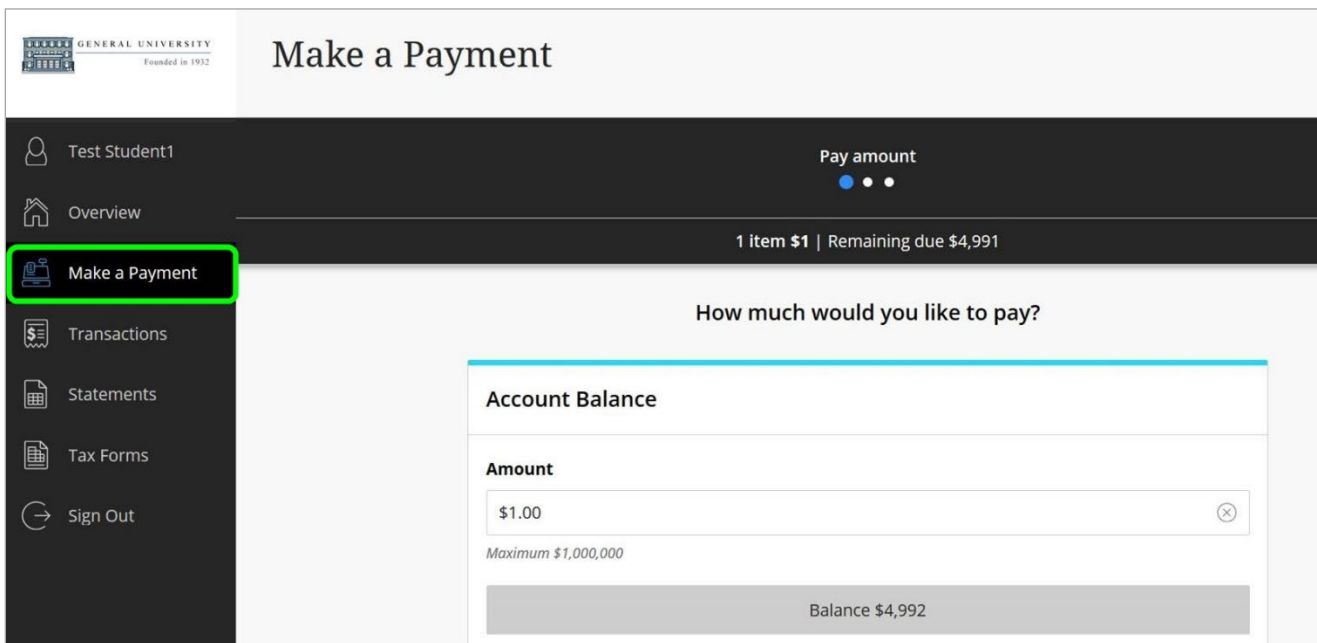 GENERAL UNIVERSITY
Founded in 1932
Make a Payment
Test Student1
Overview
Make a Payment
Transactions
Statements
Tax Forms
Sign Out
Pay amount
1 item $1 | Remaining due $4,991
How much would you like to pay?
Account Balance
Amount
$1.00
Maximum $1,000,000
Balance $4,992